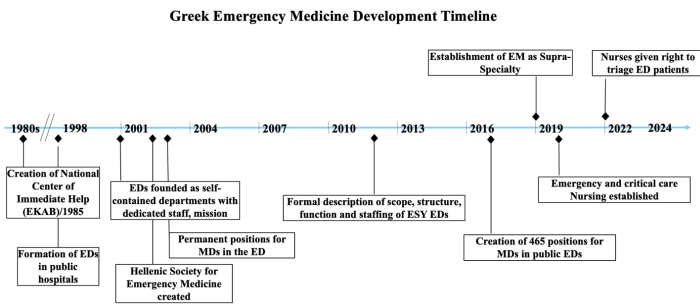 Greek Emergency Medicine Development Timeline
Establishment of EM as Supra-
Specialty
Nurses given right to
triage ED patients
1980s 1998 2001 2004 2007 2010 2013 2016 2019 2022 2024
Creation of National
Center of
Immediate Help
(EKAB)/1985
Formation of EDs
in public
hospitals
EDs founded as self-
contained departments with
dedicated staff, mission
Permanent positions for
MDs in the ED
Hellenic Society for
Emergency Medicine
created
Formal description of scope, structure,
function and staffing of ESY EDs
Creation of 465 positions for
MDs in public EDs
Emergency and critical care
Nursing established